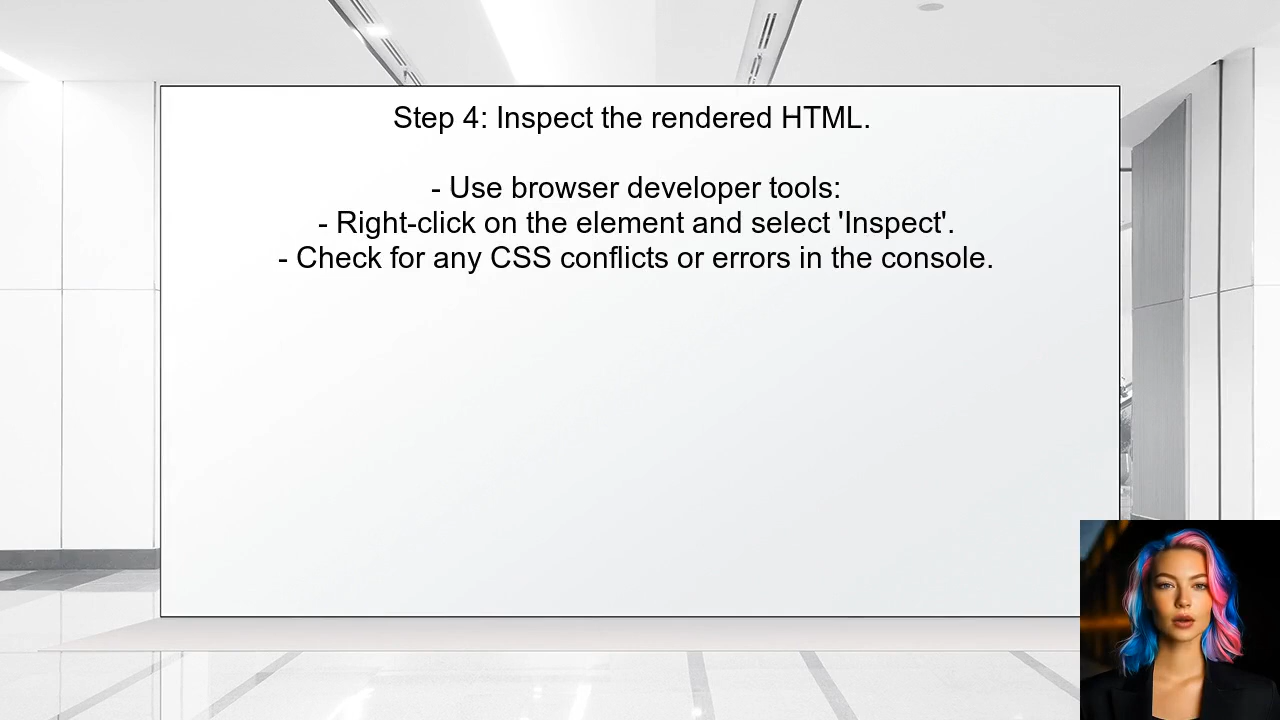 Step 4: Inspect the rendered HTML.
- Use browser developer tools:
- Right-click on the element and select 'Inspect'.
- Check for any CSS conflicts or errors in the console.